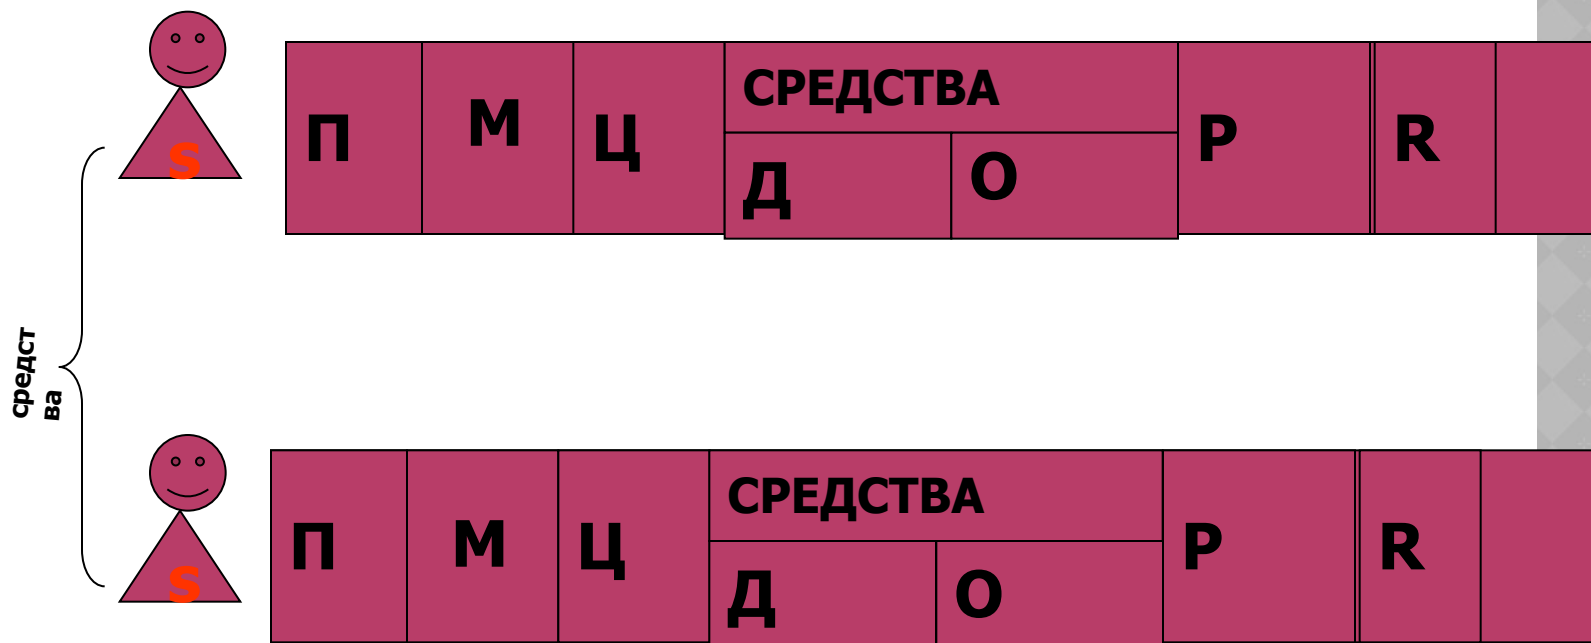 СРЕДСТВА
П М Ц Д О Р R
s
средст
ва
СРЕДСТВА
П М Ц Д О Р R
s